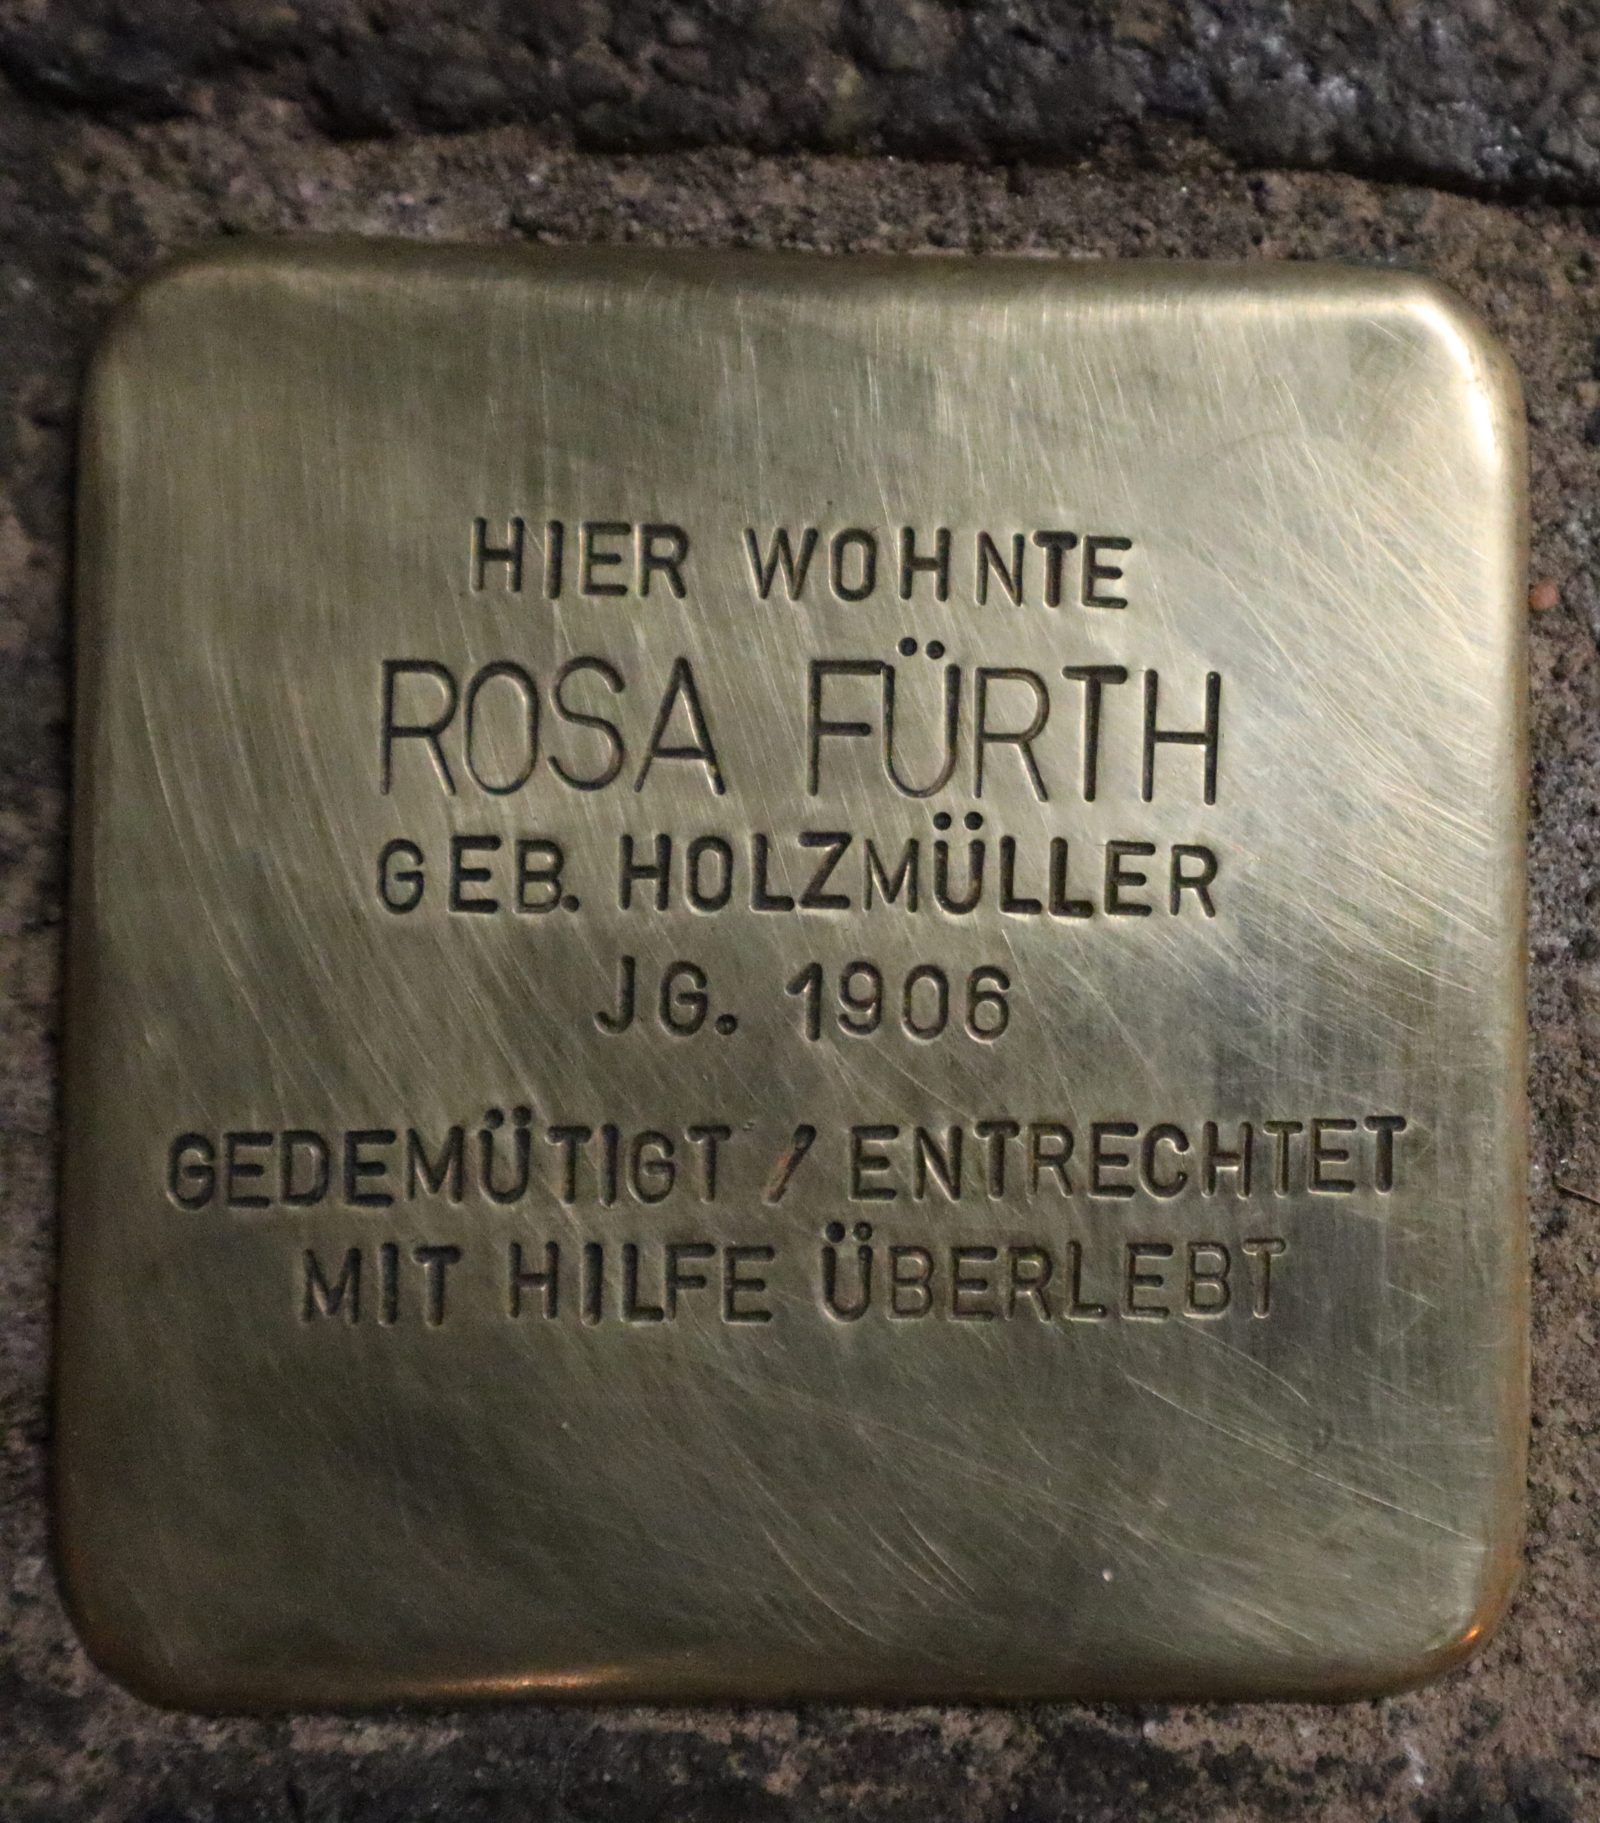 HIER WOHNTE
ROSA FÜRTH
GEB. HOLZMÜLLER
JG. 1906
GEDEMÜTIGT / ENTRECHTET
MIT HILFE ÜBERLEBT